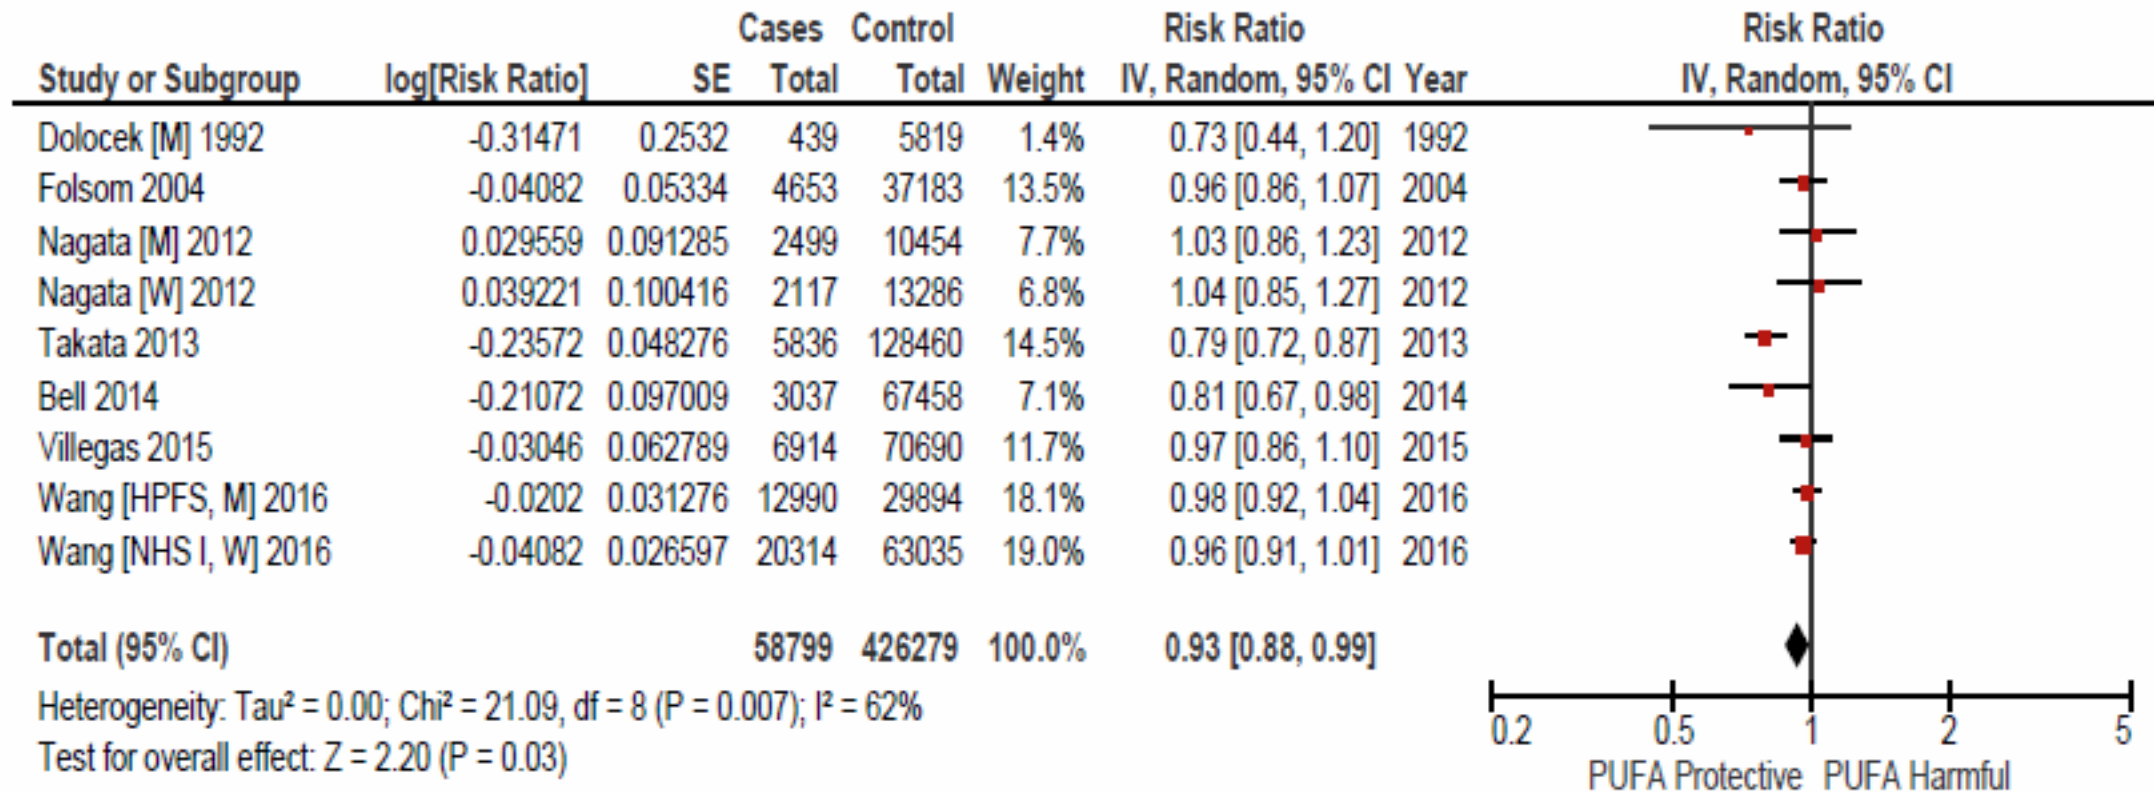 Cases Control Risk Ratio Risk Ratio
Study or Subgroup log[Risk Ratio] SE Total Total Weight IV, Random, 95% CI Year IV, Random, 95% CI
Dolocek [M] 1992 -0.31471 0.2532 439 5819 1.4% 0.73 [0.44, 1.20] 1992
Folsom 2004 -0.04082 0.05334 4653 37183 13.5% 0.96 [0.86, 1.07] 2004
Nagata [M] 2012 0.029559 0.091285 2499 10454 7.7% 1.03 [0.86, 1.23] 2012
Nagata [W] 2012 0.039221 0.100416 2117 13286 6.8% 1.04 [0.85, 1.27] 2012
Takata 2013 -0.23572 0.048276 5836 128460 14.5% 0.79 [0.72, 0.87] 2013
Bell 2014 -0.21072 0.097009 3037 67458 7.1% 0.81 [0.67, 0.98] 2014
Villegas 2015 -0.03046 0.062789 6914 70690 11.7% 0.97 [0.86, 1.10] 2015
Wang [HPFS, M] 2016 -0.0202 0.031276 12990 29894 18.1% 0.98 [0.92, 1.04] 2016
Wang [NHS I, W] 2016 -0.04082 0.026597 20314 63035 19.0% 0.96 [0.91, 1.01] 2016
Total (95% CI) 58799 426279 100.0% 0.93 [0.88, 0.99]
Heterogeneity: Tau² = 0.00; Chi² = 21.09, df = 8 (P = 0.007); I² = 62%
Test for overall effect: Z = 2.20 (P = 0.03)
0.2 0.5 1 2 5
PUFA Protective PUFA Harmful